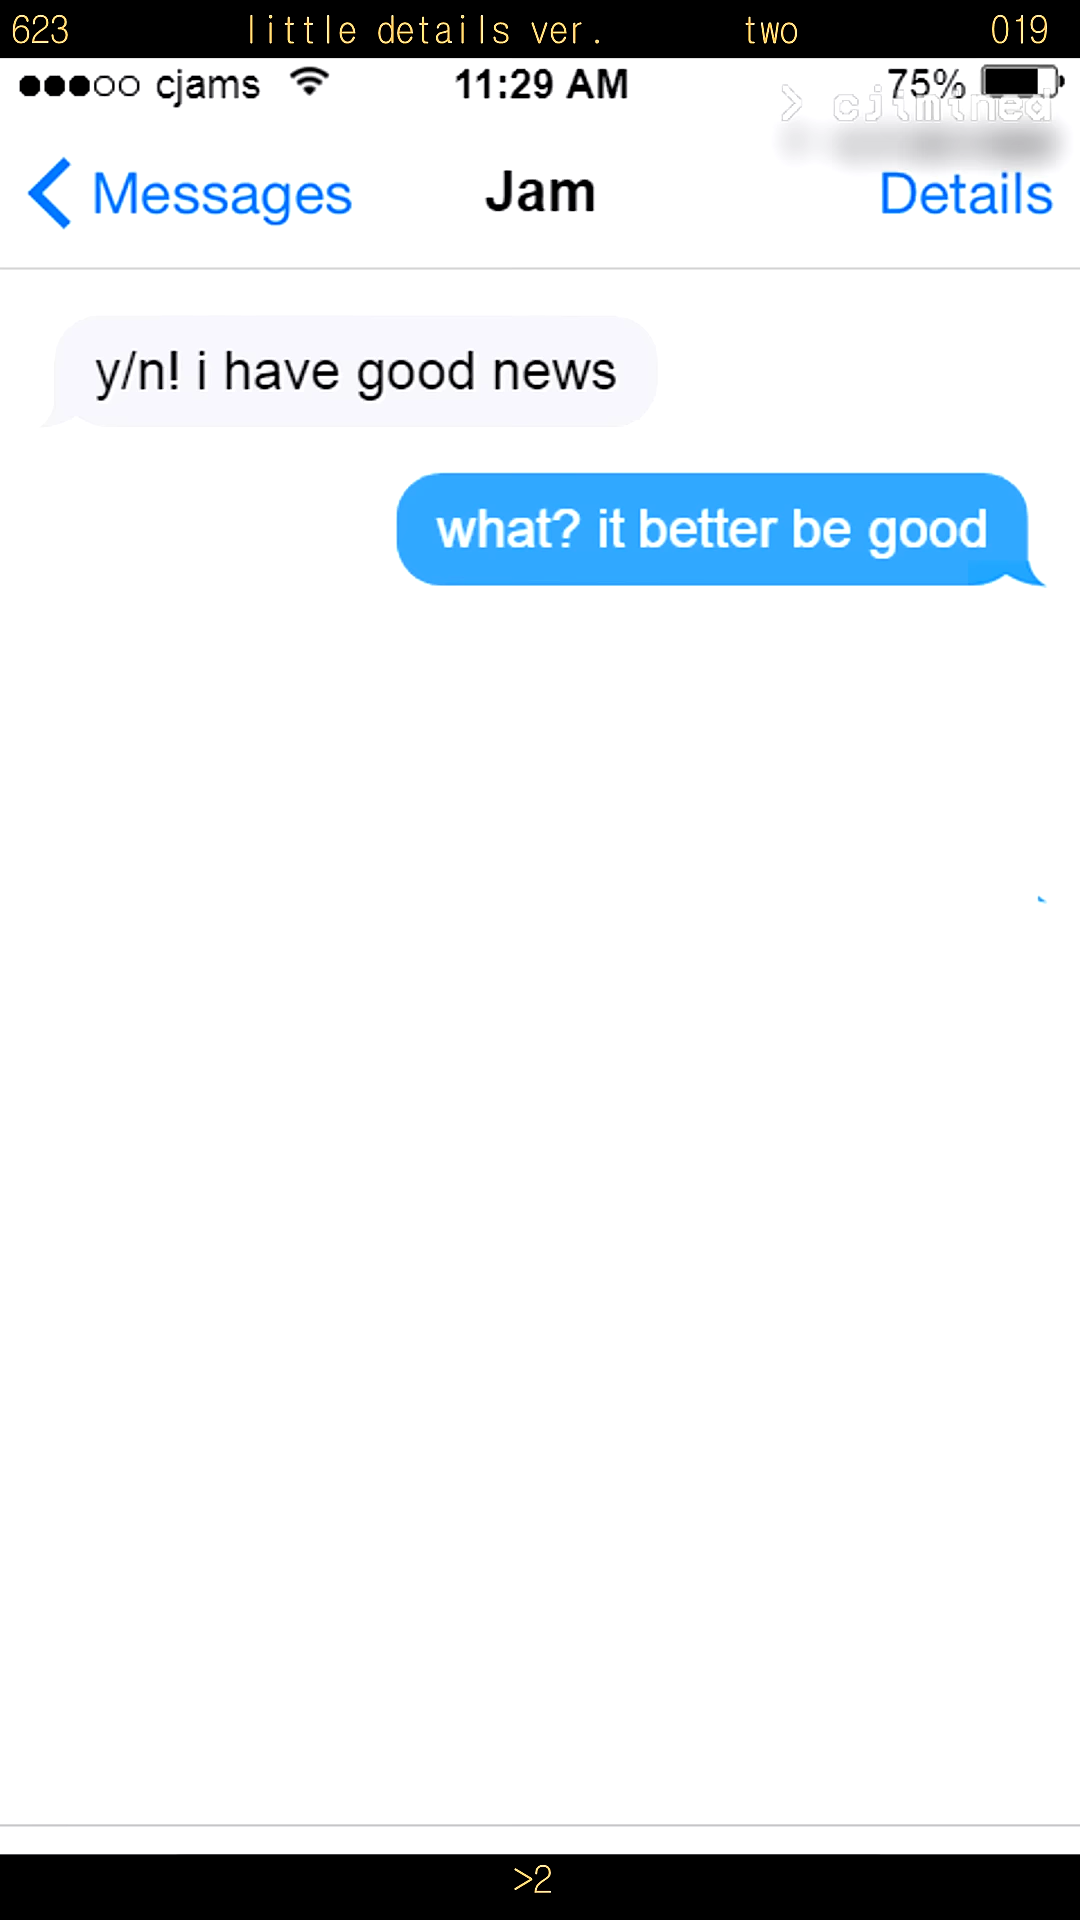 623 little details ver. two 019
cjams 11:29 AM 75%
> cjtmtned
Messages Jam Details
y/n! i have good news
what? it better be good
>2